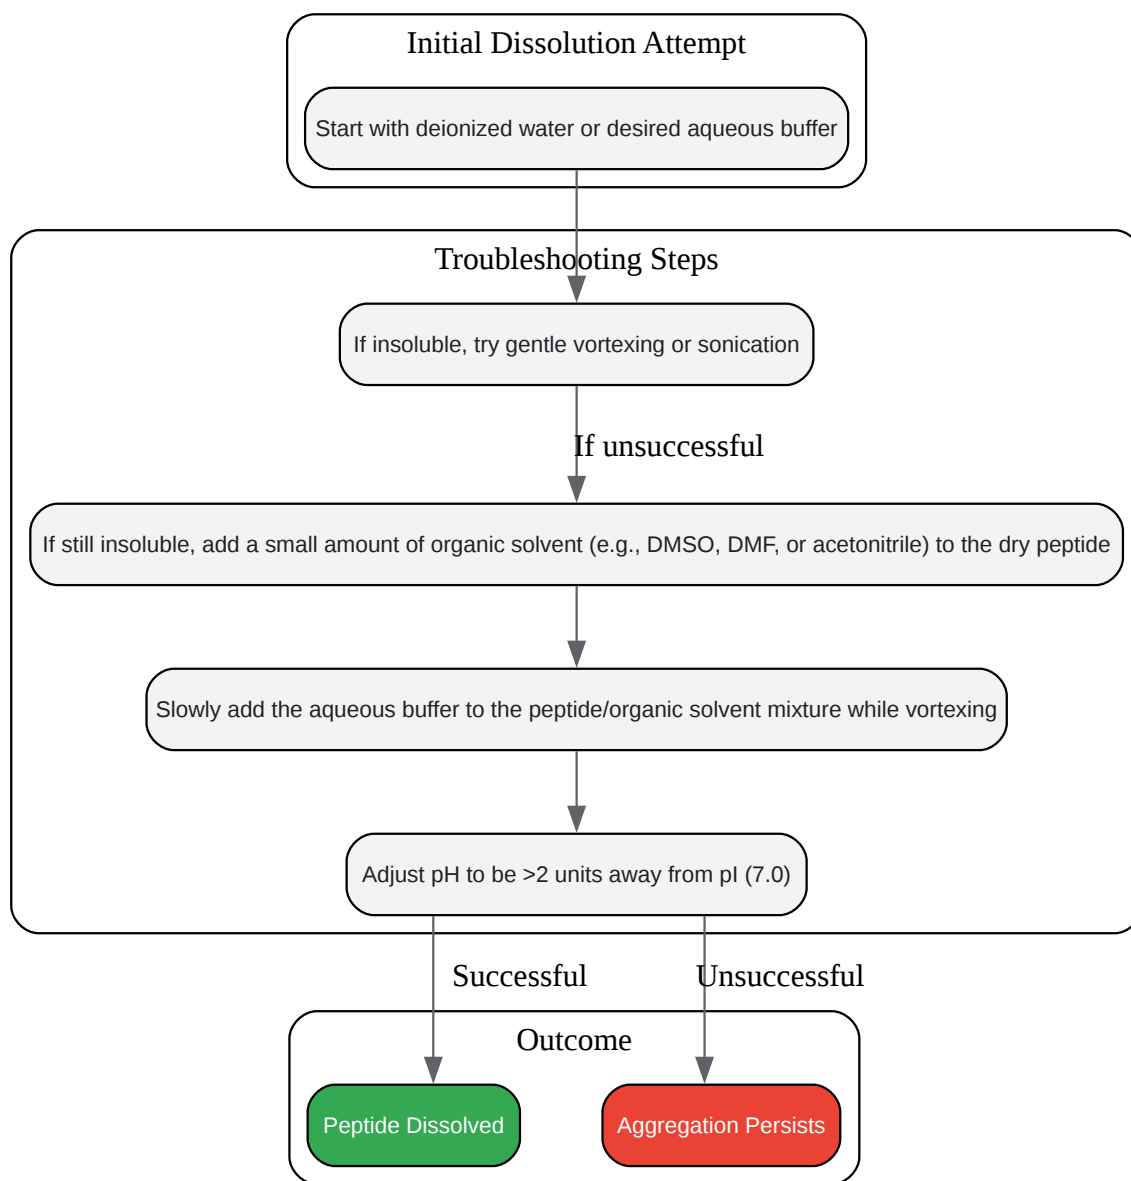 Initial Dissolution Attempt
Start with deionized water or desired aqueous buffer
Troubleshooting Steps
If insoluble, try gentle vortexing or sonication
If unsuccessful
If still insoluble, add a small amount of organic solvent (e.g., DMSO, DMF, or acetonitrile) to the dry peptide
Slowly add the aqueous buffer to the peptide/organic solvent mixture while vortexing
Adjust pH to be >2 units away from pI (7.0)
Successful
Unsuccessful
Outcome
Peptide Dissolved
Aggregation Persists